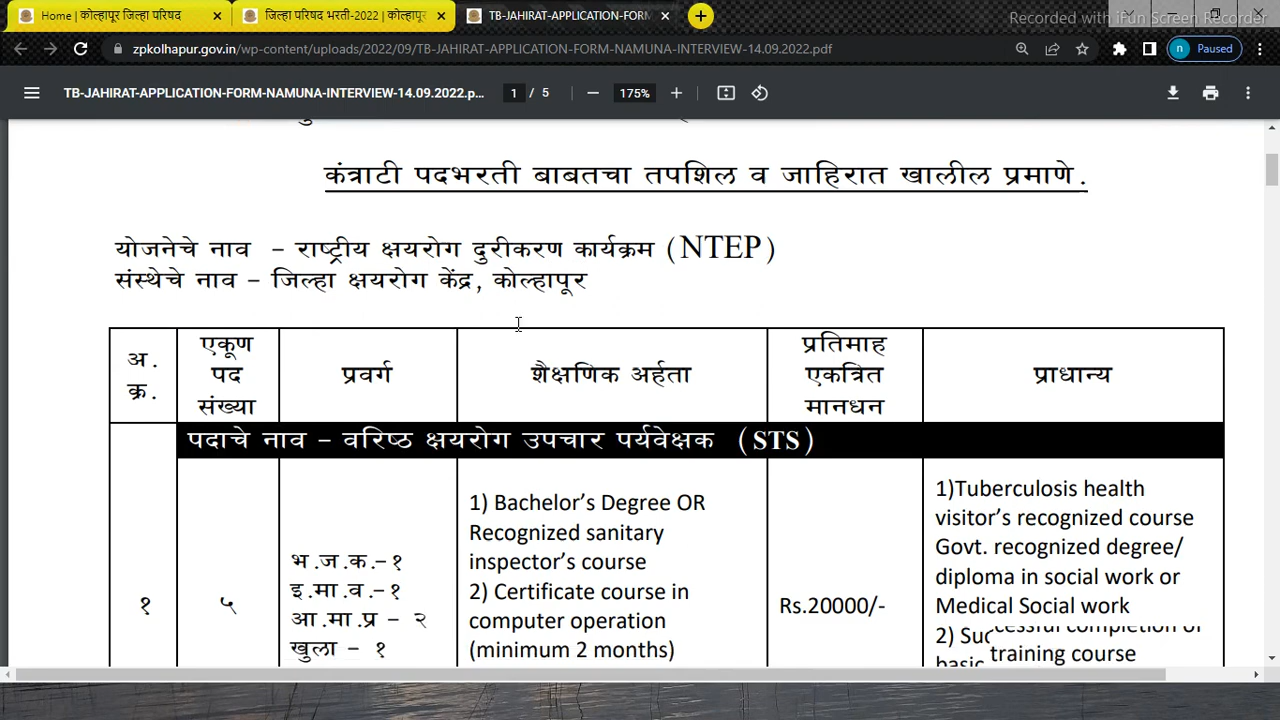 Home | कोल्हापूर जिल्हा परिषद
जिल्हा परिषद भरती-2022 | कोल्हापूर
TB-JAHIRAT-APPLICATION-FORM
Recorded with iFun Screen Recorder
zpkolhapur.gov.in/wp-content/uploads/2022/09/TB-JAHIRAT-APPLICATION-FORM-NAMUNA-INTERVIEW-14.09.2022.pdf
n Paused
TB-JAHIRAT-APPLICATION-FORM-NAMUNA-INTERVIEW-14.09.2022.p...
1 / 5
175%
कंत्राटी पदभरती बाबतचा तपशिल व जाहिरात खालील प्रमाणे.
योजनेचे नाव - राष्ट्रीय क्षयरोग दुरीकरण कार्यक्रम (NTEP)
संस्थेचे नाव - जिल्हा क्षयरोग केंद्र, कोल्हापूर
अ.
क्र.
एकूण
पद
संख्या
प्रवर्ग
शैक्षणिक अर्हता
प्रतिमाह
एकत्रित
मानधन
प्राधान्य
पदाचे नाव - वरिष्ठ क्षयरोग उपचार पर्यवेक्षक (STS)
१
५
भ.ज.क.-१
इ.मा.व.-१
आ.मा.प्र - २
खुला - १
1) Bachelor's Degree OR
Recognized sanitary
inspector's course
2) Certificate course in
computer operation
(minimum 2 months)
Rs.20000/-
1)Tuberculosis health
visitor's recognized course
Govt. recognized degree/
diploma in social work or
Medical Social work
2) Successful completion of
basic training course